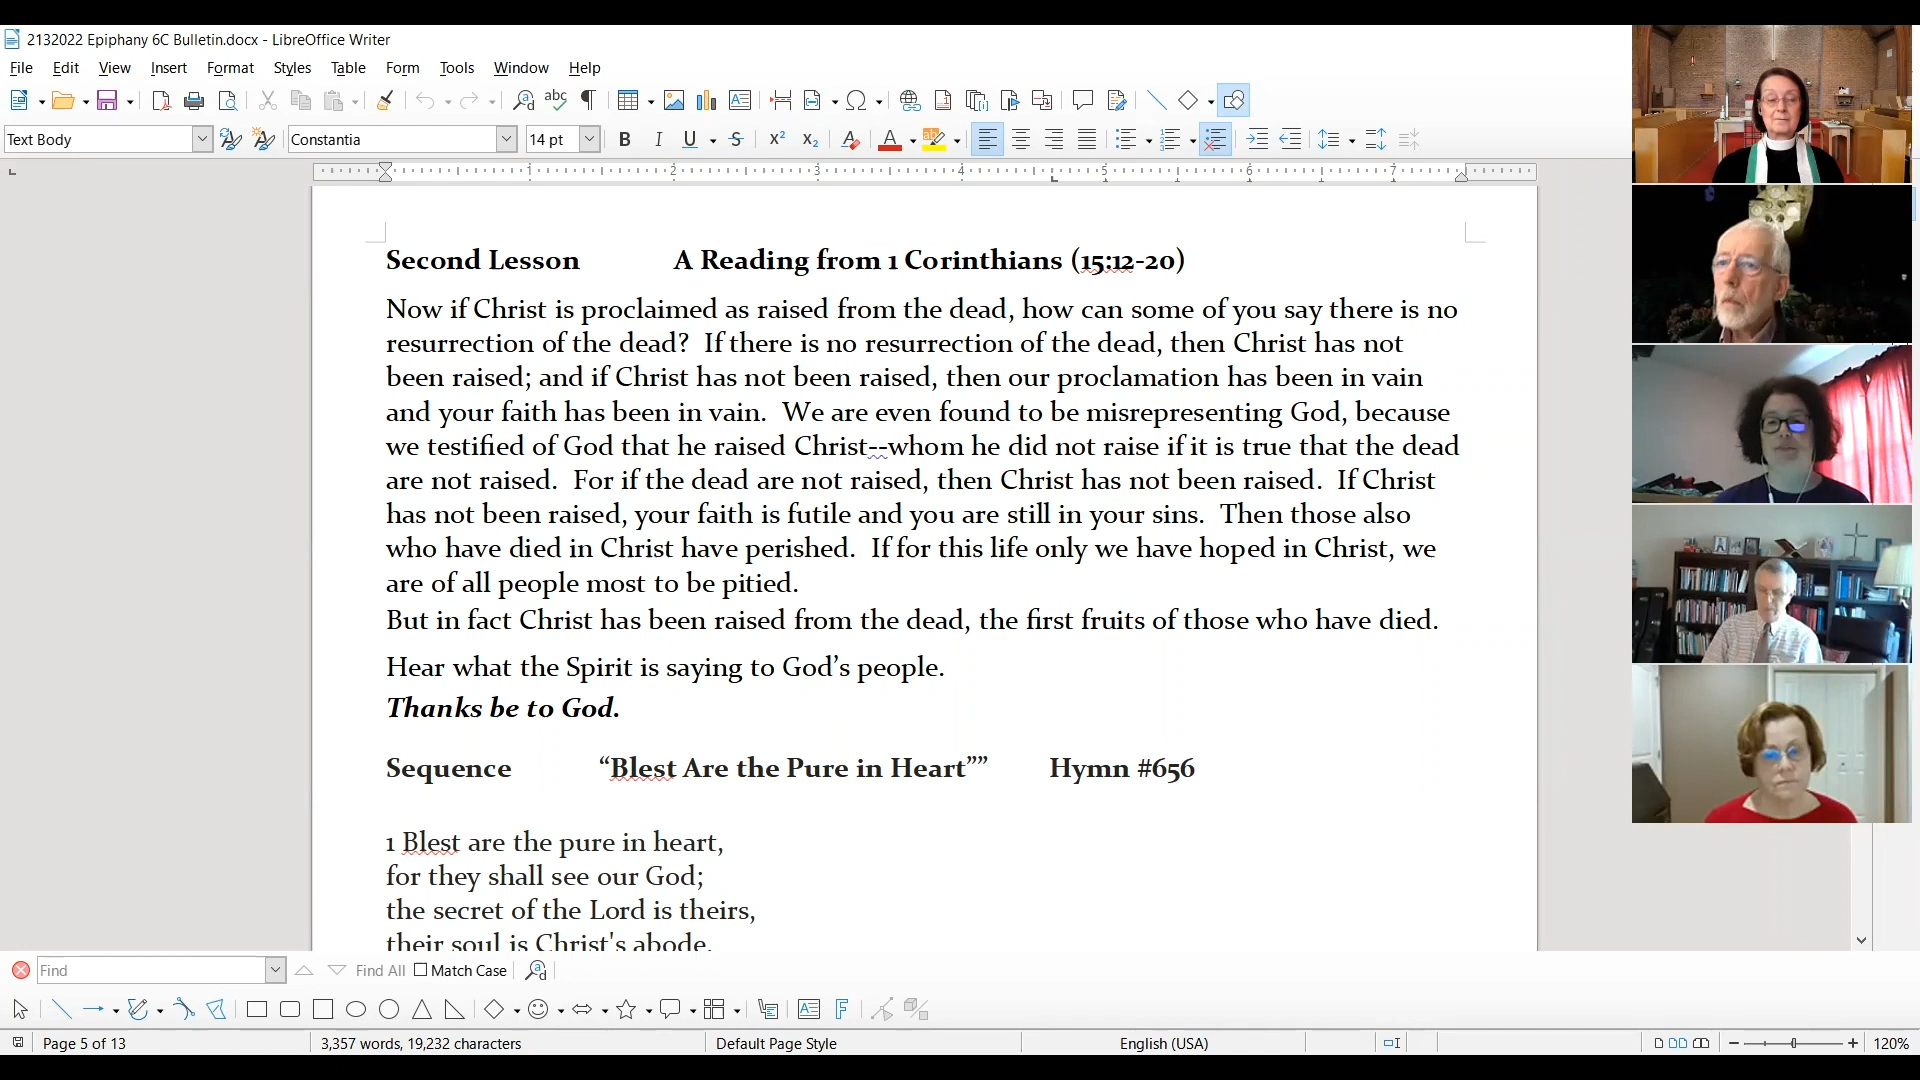 2132022 Epiphany 6C Bulletin.docx - LibreOffice Writer
File Edit View Insert Format Styles Table Form Tools Window Help
Text Body Constantia 14 pt
1 2 3 4 5 6 7
Second Lesson A Reading from 1 Corinthians (15:12-20)
Now if Christ is proclaimed as raised from the dead, how can some of you say there is no
resurrection of the dead? If there is no resurrection of the dead, then Christ has not
been raised; and if Christ has not been raised, then our proclamation has been in vain
and your faith has been in vain. We are even found to be misrepresenting God, because
we testified of God that he raised Christ--whom he did not raise if it is true that the dead
are not raised. For if the dead are not raised, then Christ has not been raised. If Christ
has not been raised, your faith is futile and you are still in your sins. Then those also
who have died in Christ have perished. If for this life only we have hoped in Christ, we
are of all people most to be pitied.
But in fact Christ has been raised from the dead, the first fruits of those who have died.
Hear what the Spirit is saying to God’s people.
Thanks be to God.
Sequence “Blest Are the Pure in Heart”” Hymn #656
1 Blest are the pure in heart,
for they shall see our God;
the secret of the Lord is theirs,
their soul is Christ's abode.
Find Find All Match Case
Page 5 of 13 3,357 words, 19,232 characters Default Page Style English (USA) 120%